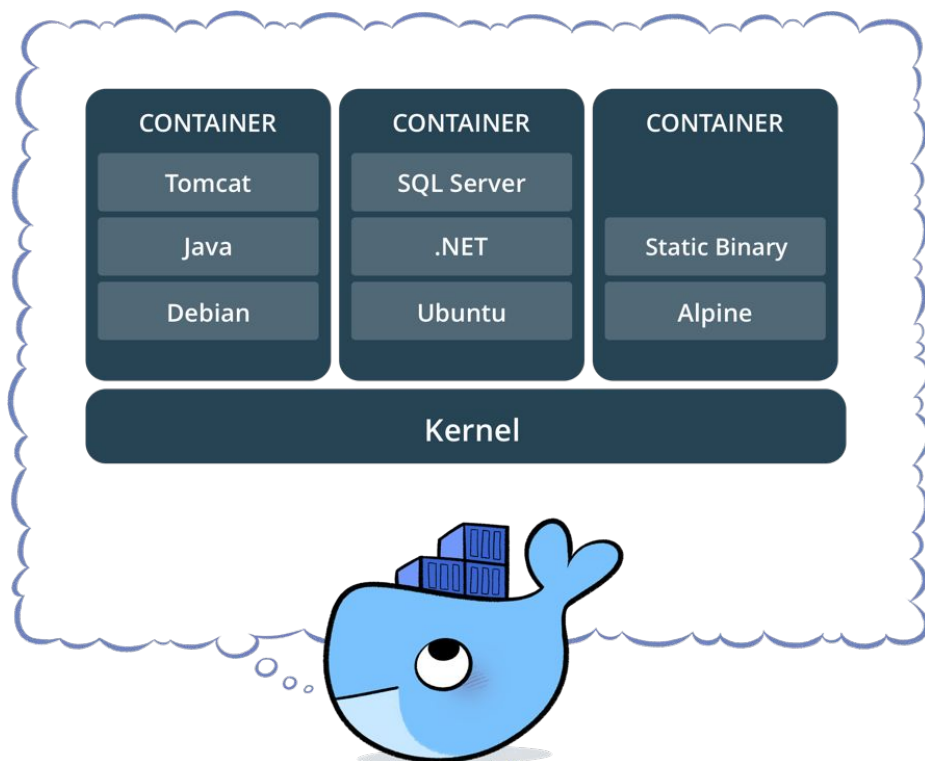 CONTAINER
Tomcat
Java
Debian
CONTAINER
SQL Server
.NET
Ubuntu
CONTAINER
Static Binary
Alpine
Kernel